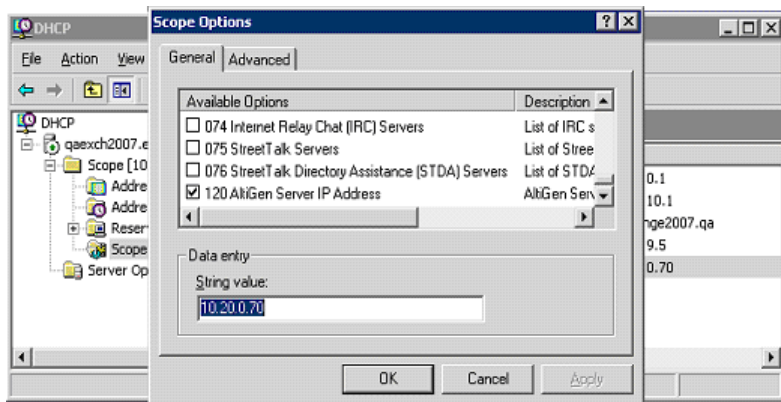 DHCP
File Action View
DHCP
qaexch2007.e
Scope [10
Addre
Addre
Reser
Scope
Server Op
Scope Options
General
Advanced
Available Options
Description
074 Internet Relay Chat (IRC) Servers
List of IRC s
075 StreetTalk Servers
List of Stree
076 StreetTalk Directory Assistance (STDA) Servers
List of STDA
120 AltiGen Server IP Address
AltiGen Serv
Data entry
String value:
10.20.0.70
OK
Cancel
Apply
0.1
10.1
nge2007.qa
9.5
0.70